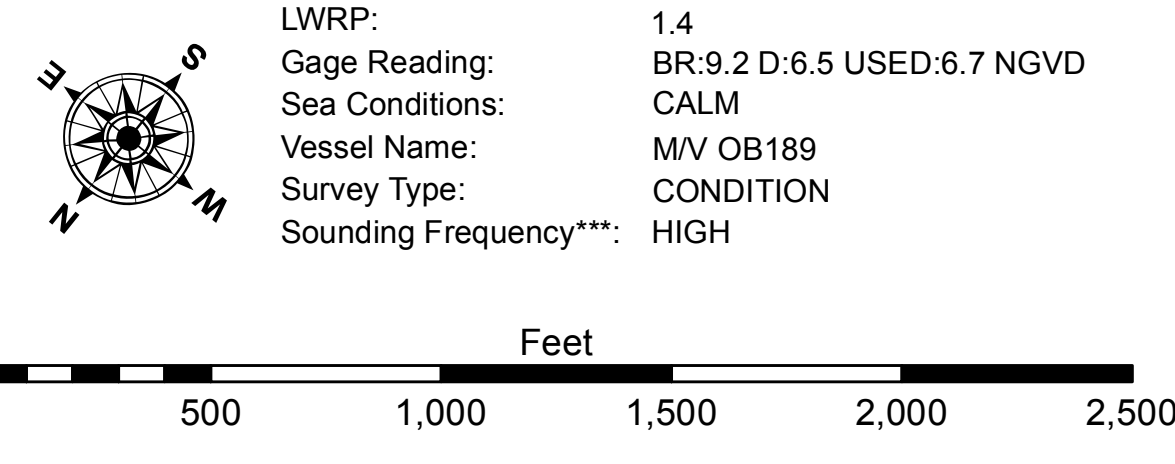 S
E
W
N
LWRP: 1.4
Gage Reading: BR:9.2 D:6.5 USED:6.7 NGVD
Sea Conditions: CALM
Vessel Name: M/V OB189
Survey Type: CONDITION
Sounding Frequency***: HIGH
Feet
500 1,000 1,500 2,000 2,500